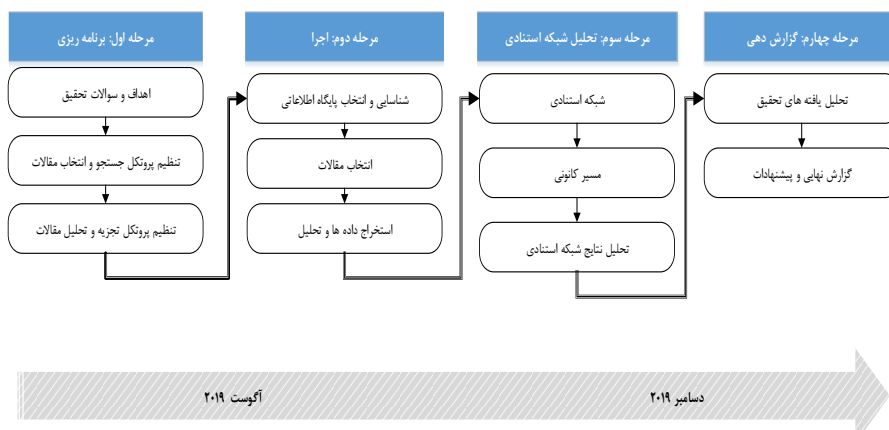 مرحله اول: برنامه ریزی
اهداف و سوالات تحقیق
تنظیم پروتکل جستجو و انتخاب مقالات
تنظیم پروتکل تجزیه و تحلیل مقالات
مرحله دوم: اجرا
شناسایی و انتخاب پایگاه اطلاعاتی
انتخاب مقالات
استخراج داده ها و تحلیل
مرحله سوم: تحلیل شبکه استنادی
شبکه استنادی
مسیر کانونی
تحلیل نتایج شبکه استنادی
مرحله چهارم: گزارش دهی
تحلیل یافته های تحقیق
گزارش نهایی و پیشنهادات
آگوست ۲۰۱۹
دسامبر ۲۰۱۹